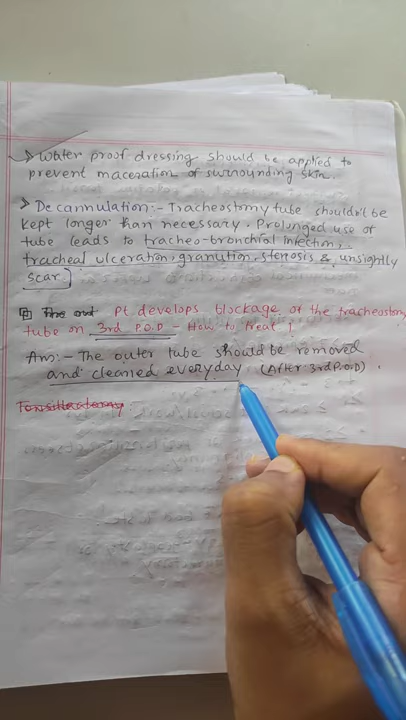 > Water proof dressing should be applied to
prevent maceration of surrounding skin.
> Decannulation:- Tracheostomy tube shouldn't be
kept longer than necessary. Prolonged use of
tube leads to tracheo-bronchial infection,
tracheal ulceration, granution, stenosis & unsightly
scar.]
The out Pt develops blockage of the tracheostomy
tube on 3rd P.O.D - How to treat?
Ans:- The outer tube should be removed
and cleaned everyday. (After 3rd P.O.D).
Tonsillectomy